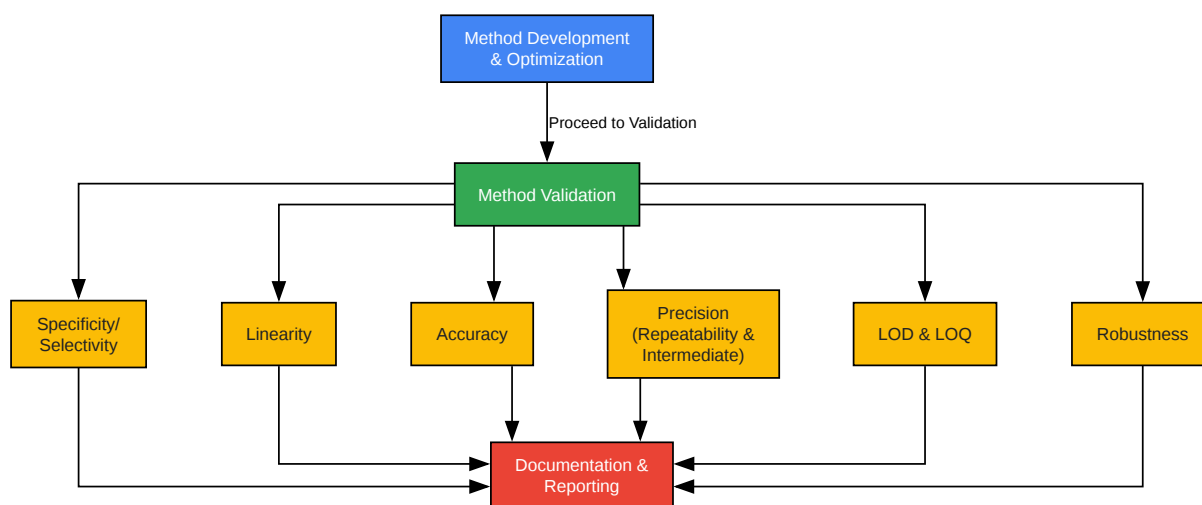 Method Development
& Optimization
Proceed to Validation
Method Validation
Specificity/
Selectivity
Linearity
Accuracy
Precision
(Repeatability &
Intermediate)
LOD & LOQ
Robustness
Documentation &
Reporting